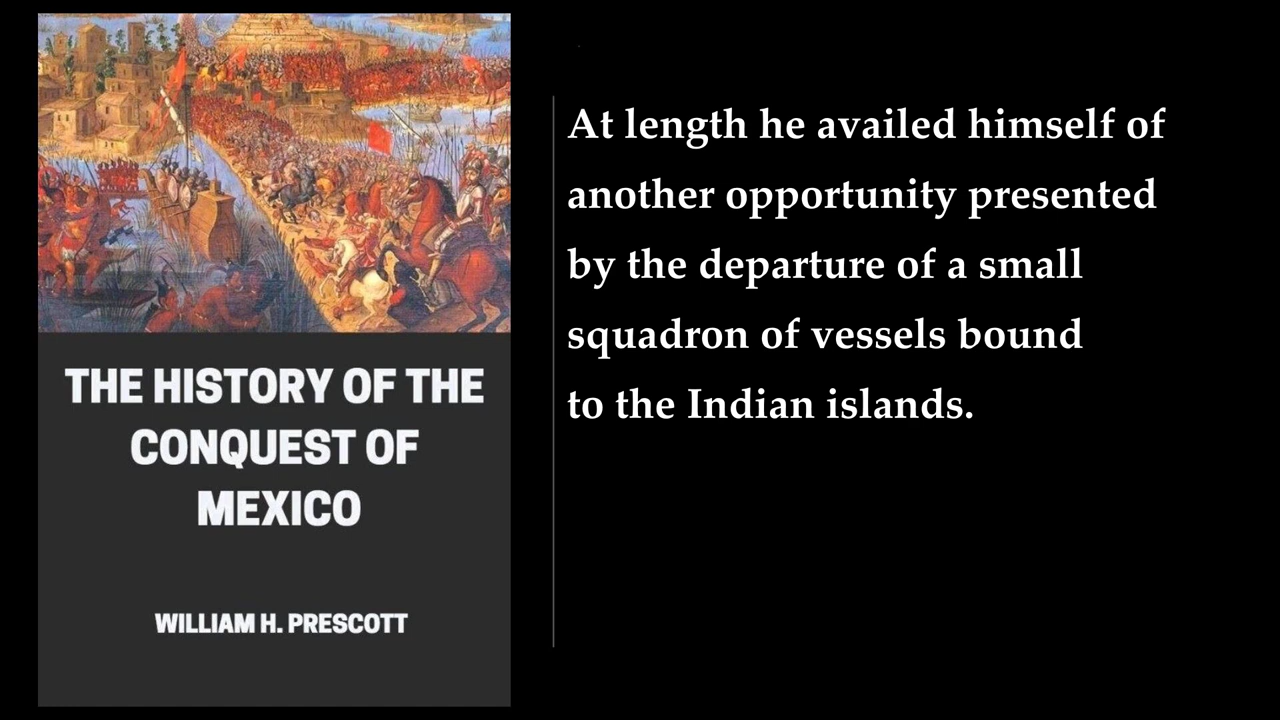 THE HISTORY OF THE
CONQUEST OF
MEXICO
WILLIAM H. PRESCOTT
At length he availed himself of
another opportunity presented
by the departure of a small
squadron of vessels bound
to the Indian islands.